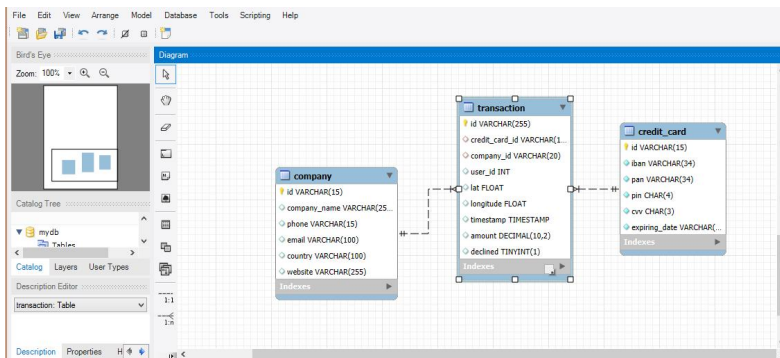 File Edit View Arrange Model Database Tools Scripting Help
Bird's Eye
Zoom: 100%
Catalog Tree
mydb
Tables
Catalog Layers User Types
Description Editor
transaction: Table
Description Properties H
Diagram
1:1
1:n
company
id VARCHAR(15)
company_name VARCHAR(25...
phone VARCHAR(15)
email VARCHAR(100)
country VARCHAR(100)
website VARCHAR(255)
Indexes
transaction
id VARCHAR(255)
credit_card_id VARCHAR(1...
company_id VARCHAR(20)
user_id INT
lat FLOAT
longitude FLOAT
timestamp TIMESTAMP
amount DECIMAL(10,2)
declined TINYINT(1)
Indexes
credit_card
id VARCHAR(15)
iban VARCHAR(34)
pan VARCHAR(34)
pin CHAR(4)
cvv CHAR(3)
expiring_date VARCHAR(...
Indexes